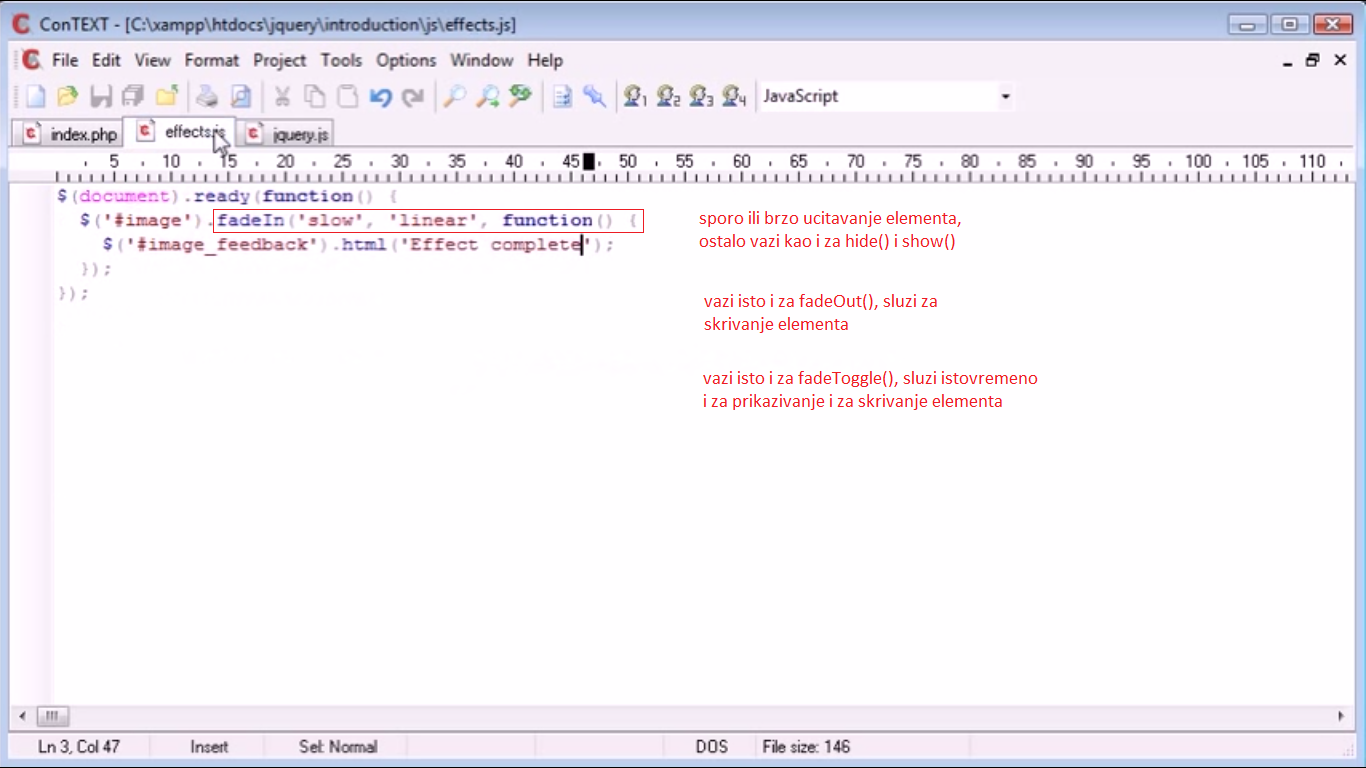 ConTEXT - [C:\xampp\htdocs\jquery\introduction\js\effects.js]
File Edit View Format Project Tools Options Window Help
1 2 3 4 JavaScript
index.php effects.js jquery.js
5 10 15 20 25 30 35 40 45 50 55 60 65 70 75 80 85 90 95 100 105 110
$(document).ready(function() {
$('#image').fadeIn('slow', 'linear', function() {
sporo ili brzo ucitavanje elementa,
ostalo vazi kao i za hide() i show()
$('#image_feedback').html('Effect complete');
});
});
vazi isto i za fadeOut(), sluzi za
skrivanje elementa
vazi isto i za fadeToggle(), sluzi istovremeno
i za prikazivanje i za skrivanje elementa
Ln 3, Col 47 Insert Sel: Normal DOS File size: 146